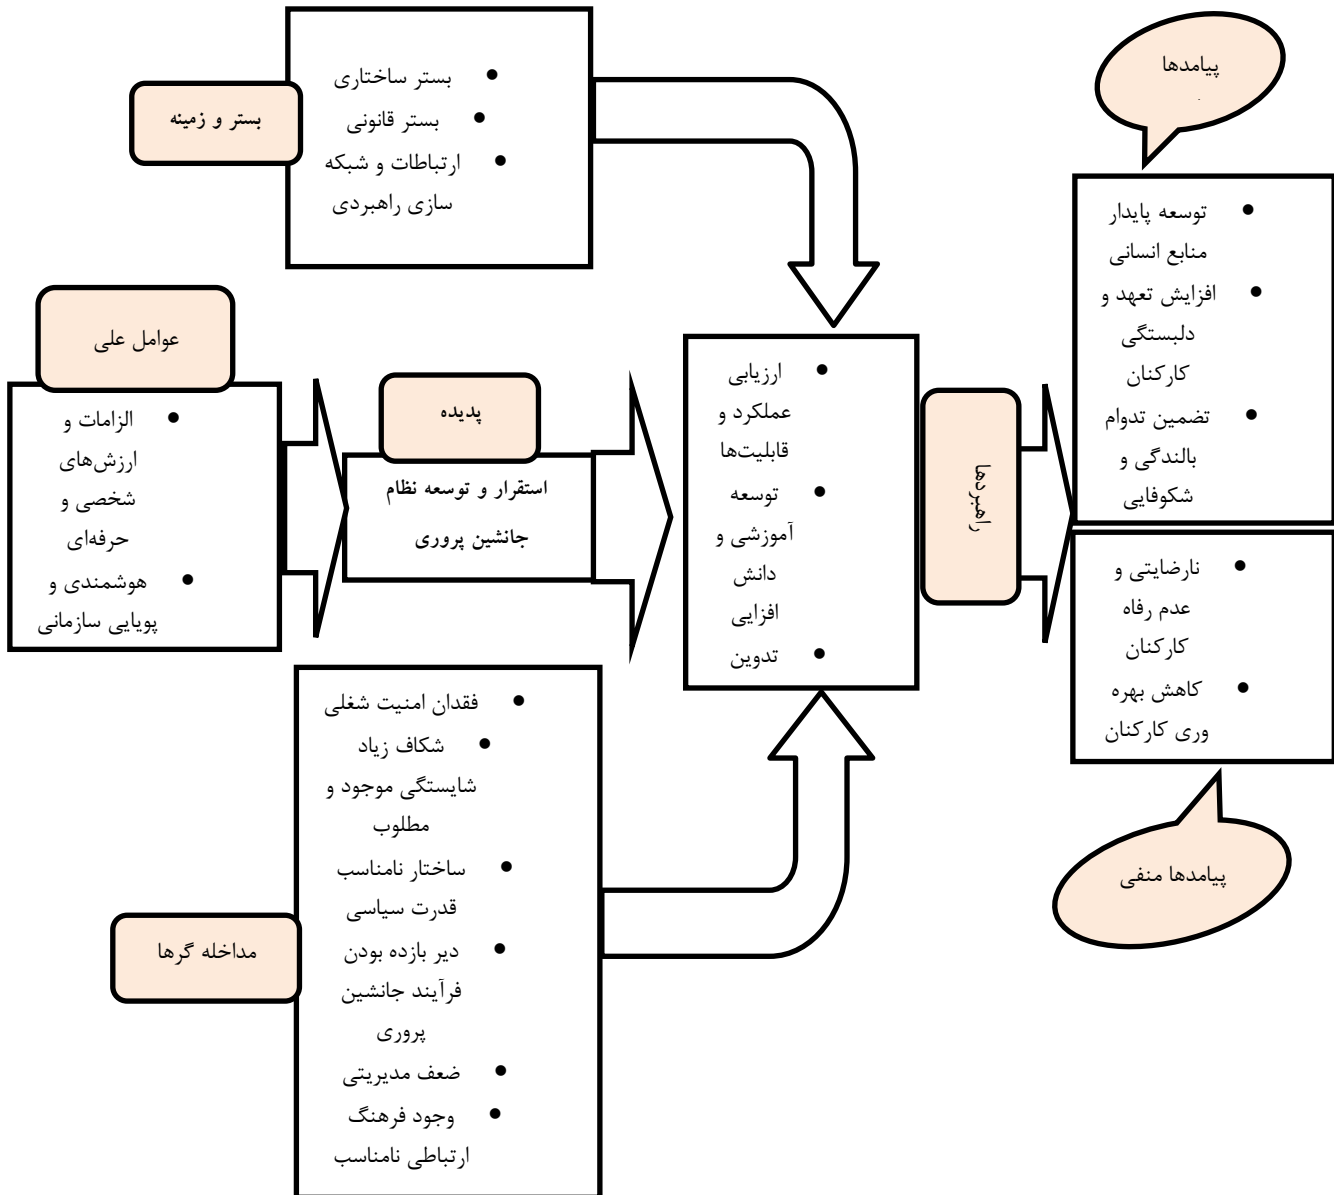 بستر و زمینه
• بستر ساختاری
• بستر قانونی
• ارتباطات و شبکه
سازی راهبردی
عوامل علی
• الزامات و
ارزش‌های
شخصی و
حرفه‌ای
• هوشمندی و
پویایی سازمانی
پدیده
استقرار و توسعه نظام
جانشین پروری
• ارزیابی
عملکرد و
قابلیت‌ها
• توسعه
آموزشی و
دانش
افزایی
• تدوین
راهبردها
پیامدها
• توسعه پایدار
منابع انسانی
• افزایش تعهد و
دلبستگی
کارکنان
• تضمین تدوام
بالندگی و
شکوفایی
• نارضایتی و
عدم رفاه
کارکنان
• کاهش بهره
وری کارکنان
پیامدها منفی
مداخله گرها
• فقدان امنیت شغلی
• شکاف زیاد
شایستگی موجود و
مطلوب
• ساختار نامناسب
قدرت سیاسی
• دیر بازده بودن
فرآیند جانشین
پروری
• ضعف مدیریتی
• وجود فرهنگ
ارتباطی نامناسب